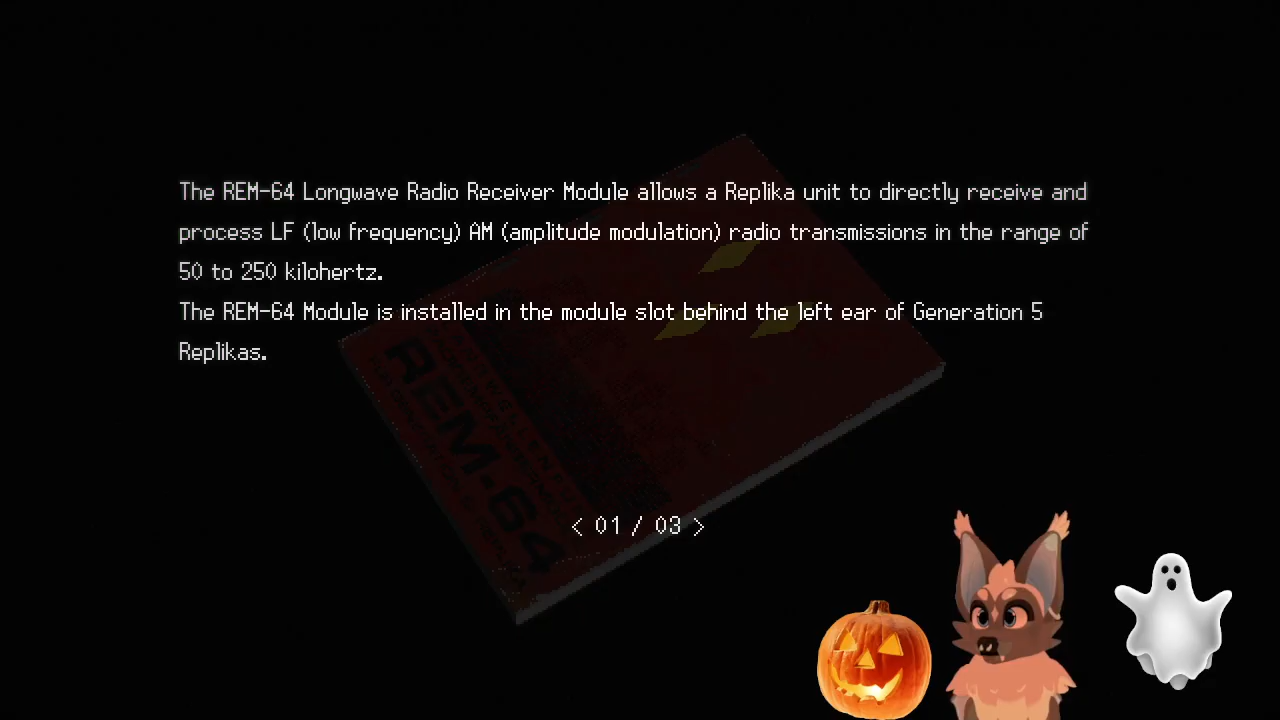 The REM-64 Longwave Radio Receiver Module allows a Replika unit to directly receive and
process LF (low frequency) AM (amplitude modulation) radio transmissions in the range of
50 to 250 kilohertz.
The REM-64 Module is installed in the module slot behind the left ear of Generation 5
Replikas.
REM-64
< 01 / 03 >